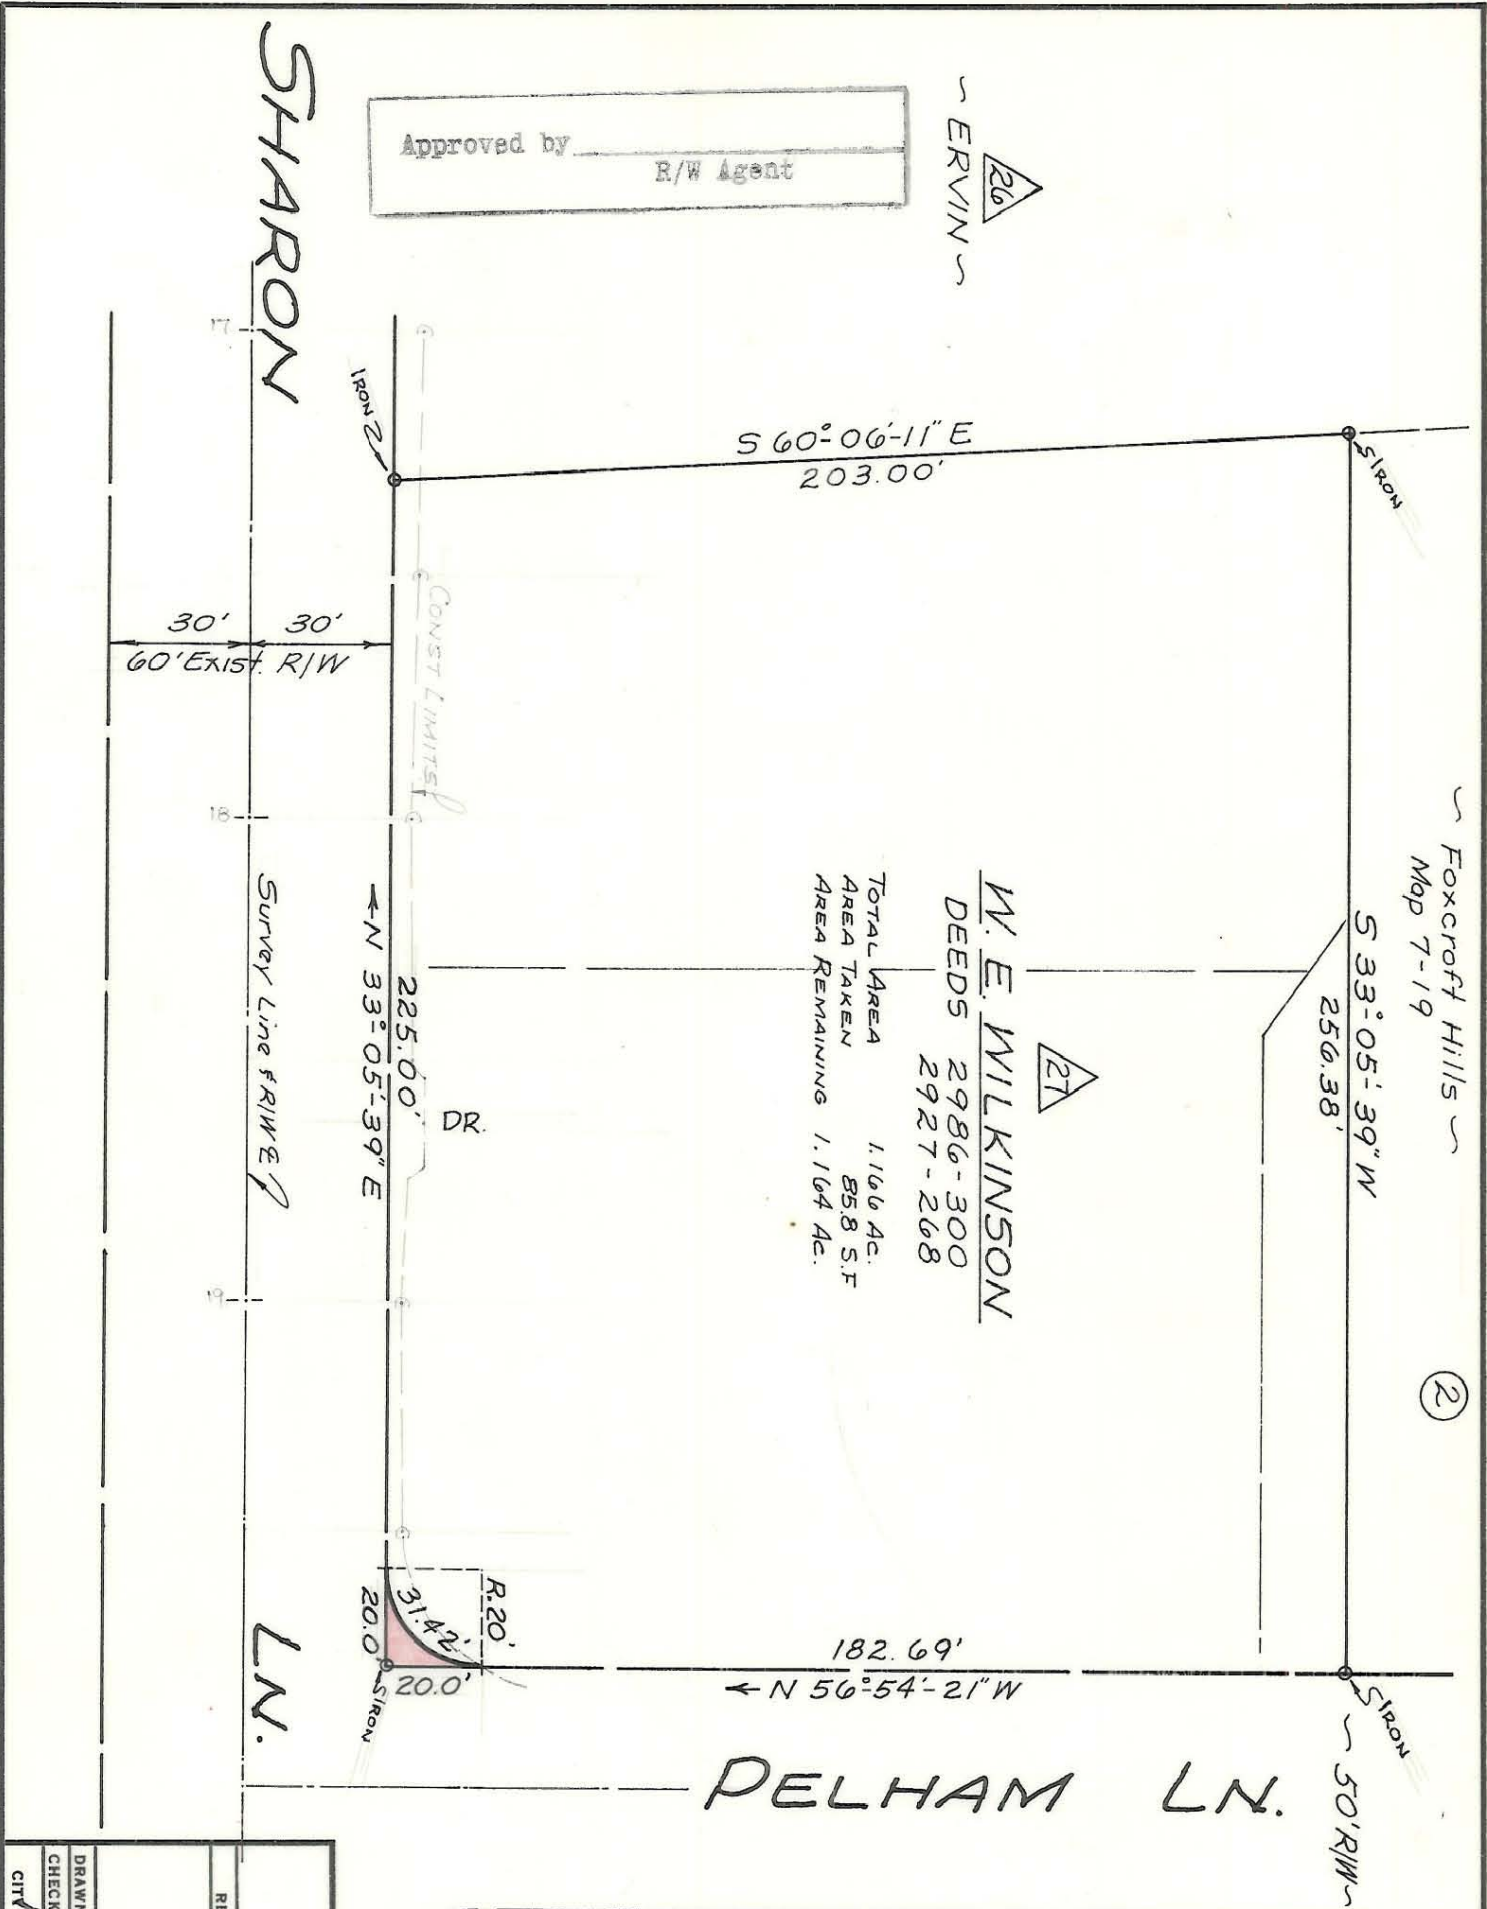 SHARON LN.
Approved by
R/W Agent
~ ERVIN ~
26
S 60°-06'-11" E
203.00'
IRON
IRON
~ Foxcroft Hills ~
Map 7-19
2
S 33°-05'-39" W
256.38'
27
W. E. WILKINSON
DEEDS 2986-300
2927-268
TOTAL AREA 1.166 Ac.
AREA TAKEN 85.8 S.F
AREA REMAINING 1.164 Ac.
CONST LIMITS
17
18
19
30' 30'
60' Exist. R/W
225.00'
N 33°-05'-39" E
DR.
R.20'
31.42'
20.0'
20.0'
IRON
182.69'
N 56°-54'-21" W
IRON
PELHAM LN.
~ 50' R/W ~
DRAWN
CHECK
CITY